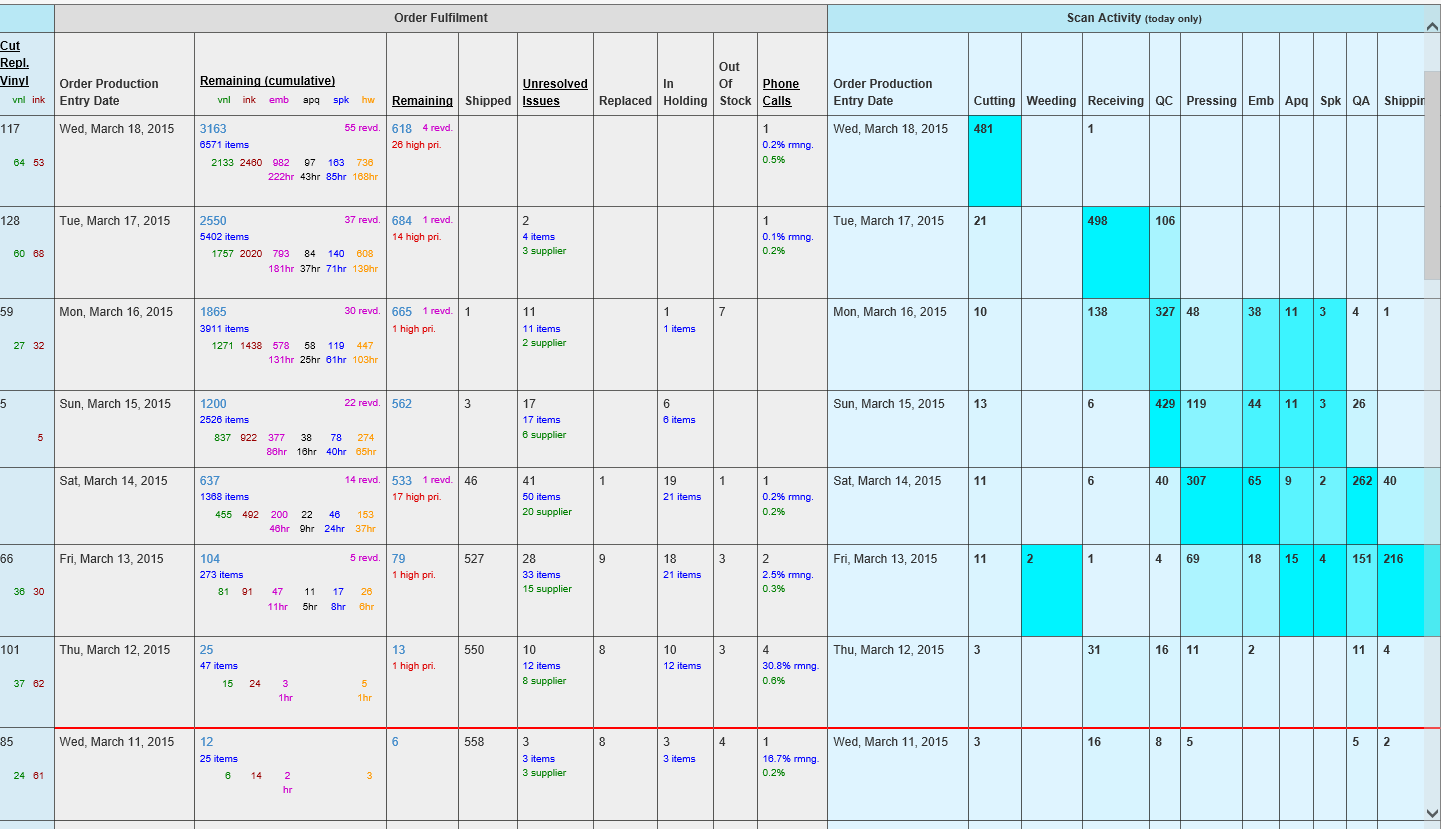 Order Fulfilment Scan Activity (today only)
Cut Repl. Vinyl vnl ink Order Production Entry Date Remaining (cumulative) vnl ink emb apq spk hw Remaining Shipped Unresolved Issues Replaced In Holding Out Of Stock Phone Calls Order Production Entry Date Cutting Weeding Receiving QC Pressing Emb Apq Spk QA
117 Wed, March 18, 2015 3163 55 revd. 618 4 revd. 1 Wed, March 18, 2015 481 1
6571 items 26 high pri. 0.2% rmng.
64 53 2133 2460 982 97 163 736 0.5%
222hr 43hr 85hr 168hr
128 Tue, March 17, 2015 2550 37 revd. 684 1 revd. 2 1 Tue, March 17, 2015 21 498 106
5402 items 14 high pri. 4 items 0.1% rmng.
60 68 1757 2020 793 84 140 608 3 supplier 0.2%
181hr 37hr 71hr 139hr
59 Mon, March 16, 2015 1865 30 revd. 665 1 revd. 1 11 1 7 Mon, March 16, 2015 10 138 327 48 38 11 3 4 1
3911 items 1 high pri. 11 items 1 items
27 32 1271 1438 578 58 119 447 2 supplier
131hr 25hr 61hr 103hr
5 Sun, March 15, 2015 1200 22 revd. 562 3 17 6 Sun, March 15, 2015 13 6 429 119 44 11 3 26
2526 items 17 items 6 items
5 837 922 377 38 78 274 6 supplier
86hr 16hr 40hr 65hr
Sat, March 14, 2015 637 14 revd. 533 1 revd. 46 41 1 19 1 1 Sat, March 14, 2015 11 6 40 307 65 9 2 262 40
1368 items 17 high pri. 50 items 21 items 0.2% rmng.
455 492 200 22 46 153 20 supplier 0.2%
46hr 9hr 24hr 37hr
66 Fri, March 13, 2015 104 5 revd. 79 527 28 9 18 3 2 Fri, March 13, 2015 11 2 1 4 69 18 15 4 151 216
273 items 1 high pri. 33 items 21 items 2.5% rmng.
36 30 81 91 47 11 17 26 15 supplier 0.3%
11hr 5hr 8hr 6hr
101 Thu, March 12, 2015 25 13 550 10 8 10 3 4 Thu, March 12, 2015 3 31 16 11 2 11 4
47 items 1 high pri. 12 items 12 items 30.8% rmng.
37 62 15 24 3 5 8 supplier 0.6%
1hr 1hr
85 Wed, March 11, 2015 12 6 558 3 8 3 4 1 Wed, March 11, 2015 3 16 8 5 5 2
25 items 3 items 3 items 16.7% rmng.
24 61 6 14 2 3 3 supplier 0.2%
hr